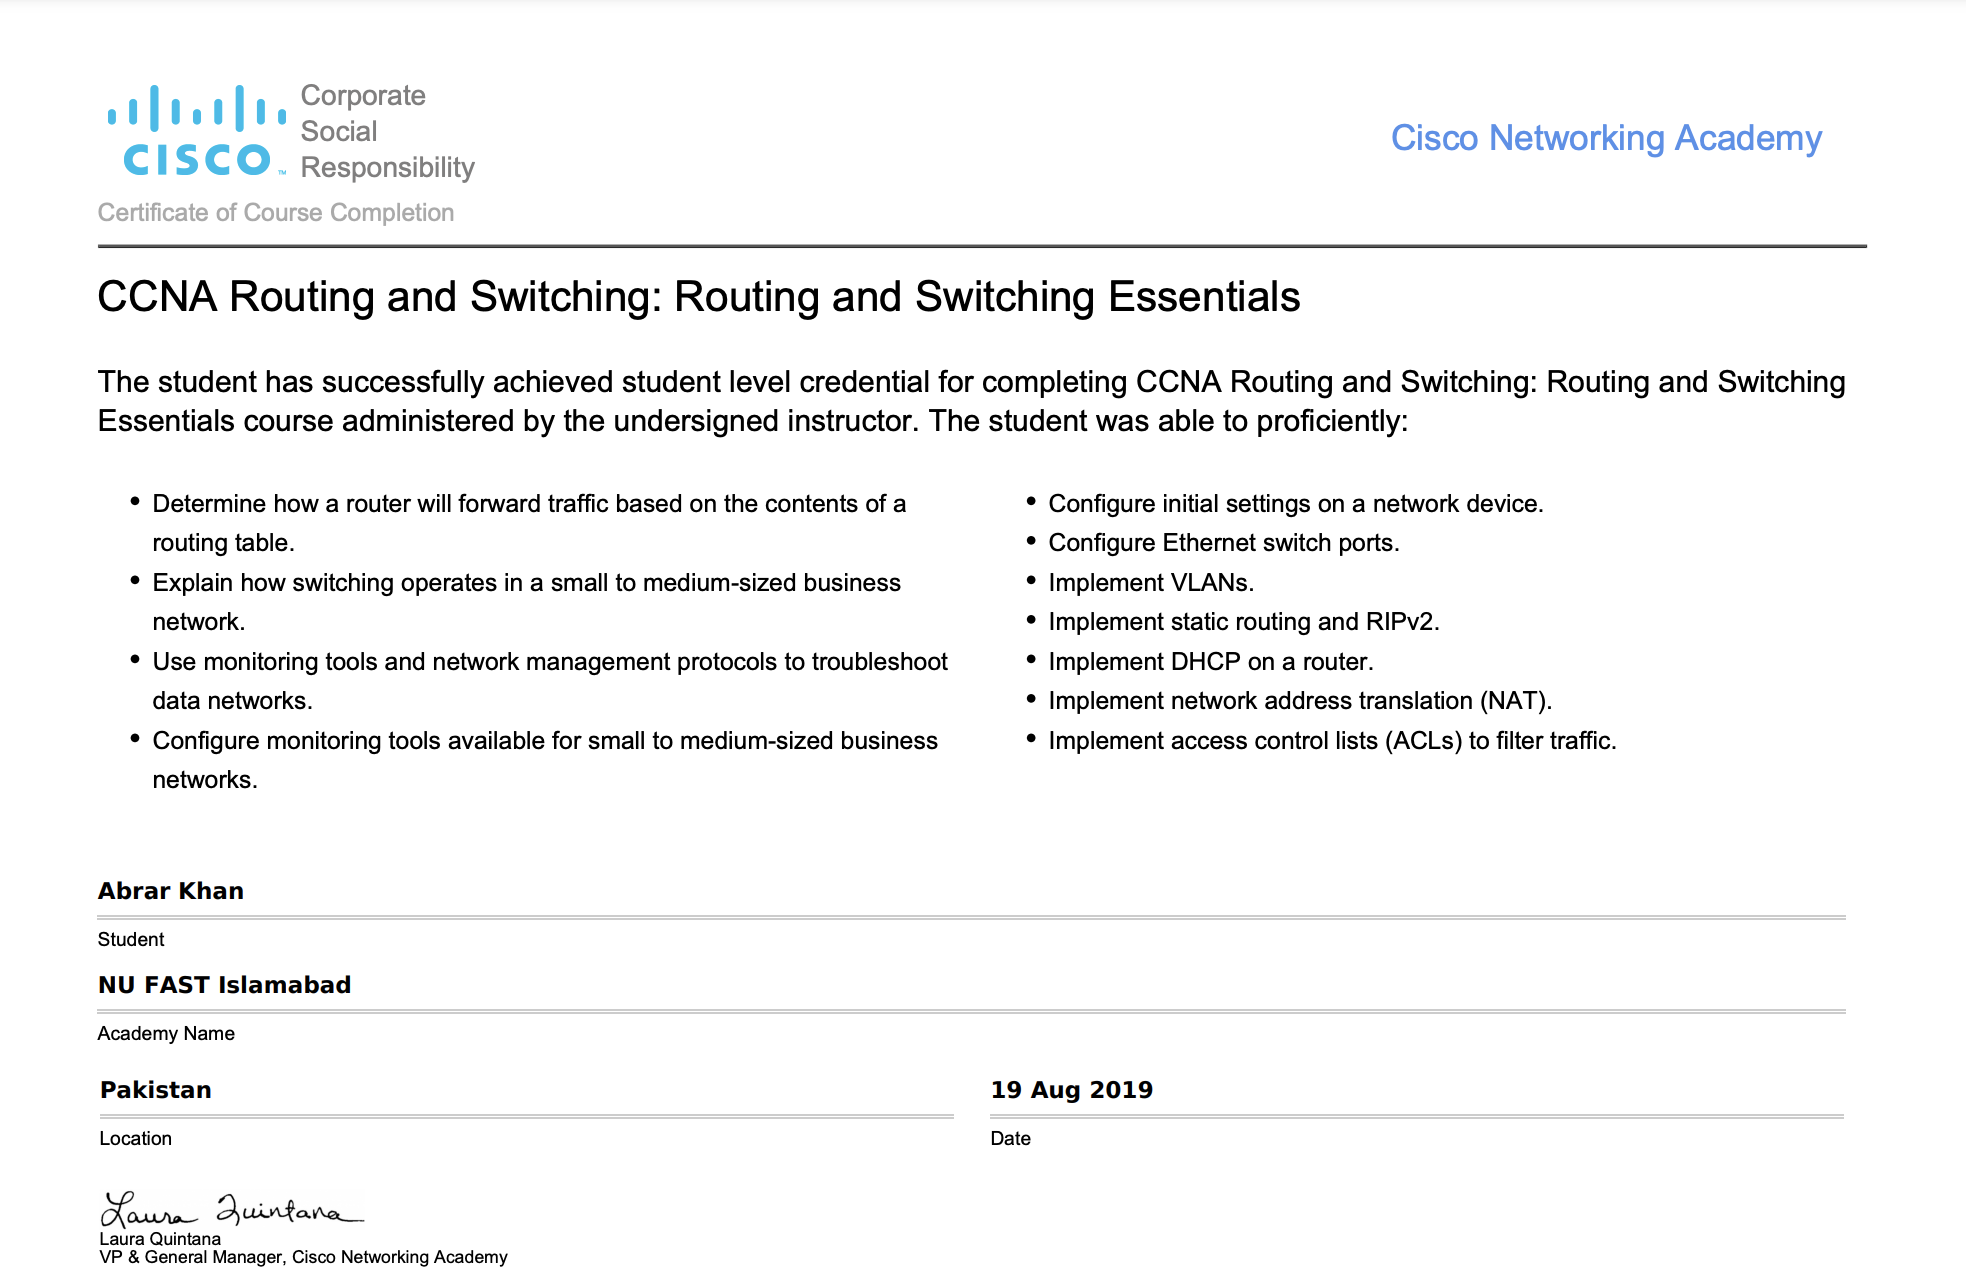 CISCO
Corporate
Social
Responsibility
Cisco Networking Academy
Certificate of Course Completion
CCNA Routing and Switching: Routing and Switching Essentials
The student has successfully achieved student level credential for completing CCNA Routing and Switching: Routing and Switching
Essentials course administered by the undersigned instructor. The student was able to proficiently:
• Determine how a router will forward traffic based on the contents of a
routing table.
• Explain how switching operates in a small to medium-sized business
network.
• Use monitoring tools and network management protocols to troubleshoot
data networks.
• Configure monitoring tools available for small to medium-sized business
networks.
• Configure initial settings on a network device.
• Configure Ethernet switch ports.
• Implement VLANs.
• Implement static routing and RIPv2.
• Implement DHCP on a router.
• Implement network address translation (NAT).
• Implement access control lists (ACLs) to filter traffic.
Abrar Khan
Student
NU FAST Islamabad
Academy Name
Pakistan
Location
19 Aug 2019
Date
Laura Quintana
Laura Quintana
VP & General Manager, Cisco Networking Academy